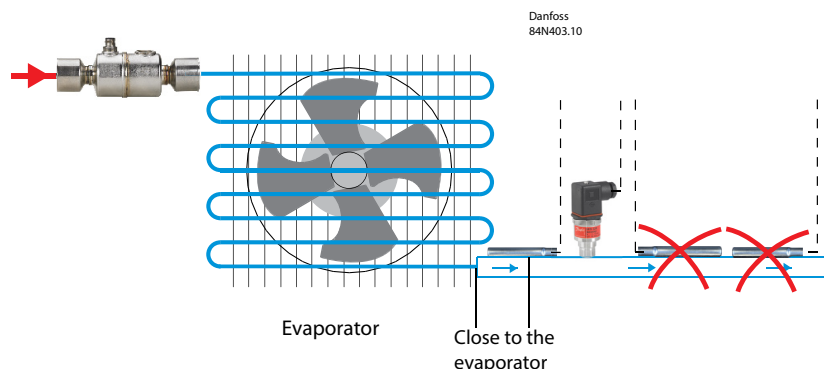 Danfoss
84N403.10
Evaporator
Close to the
evaporator